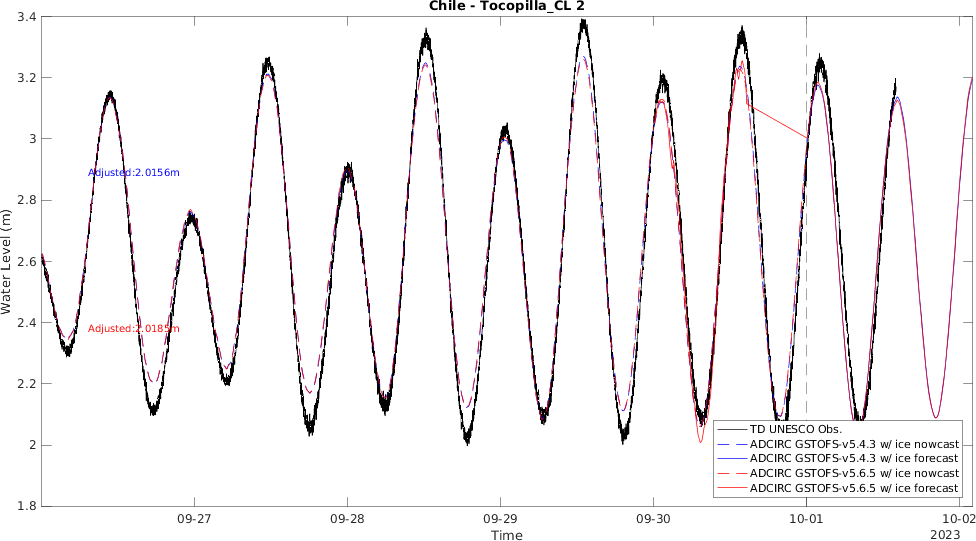 Chile - Tocopilla_CL 2
3.4
3.2
3
2.8
2.6
2.4
2.2
2
1.8
Water Level (m)
Adjusted:2.0156m
Adjusted:2.0185m
TD UNESCO Obs.
ADCIRC GSTOFS-v5.4.3 w/ ice nowcast
ADCIRC GSTOFS-v5.4.3 w/ ice forecast
ADCIRC GSTOFS-v5.6.5 w/ ice nowcast
ADCIRC GSTOFS-v5.6.5 w/ ice forecast
09-27 09-28 09-29 09-30 10-01 10-02
Time
2023